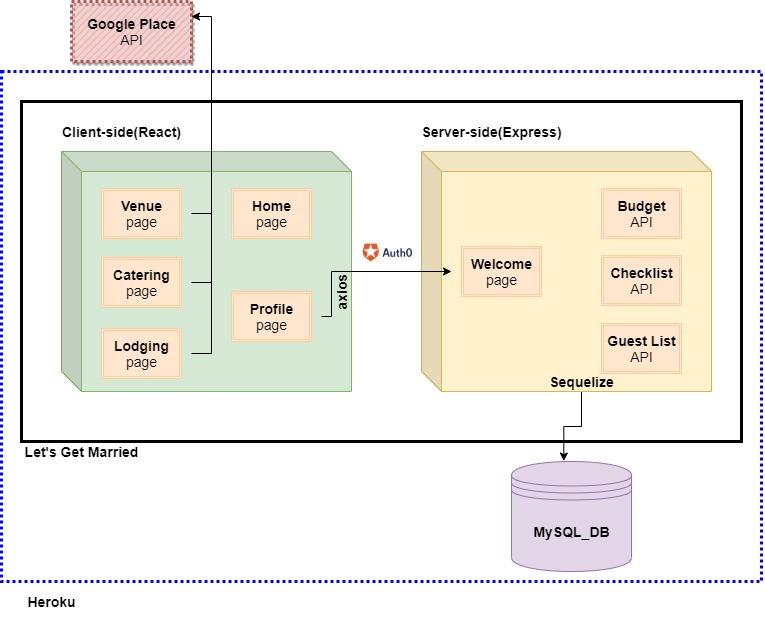 Google Place
API
Client-side(React)
Server-side(Express)
Venue
page
Home
page
Budget
API
Auth0
Catering
page
Welcome
page
Checklist
API
axios
Profile
page
Lodging
page
Guest List
API
Sequelize
Let's Get Married
MySQL_DB
Heroku